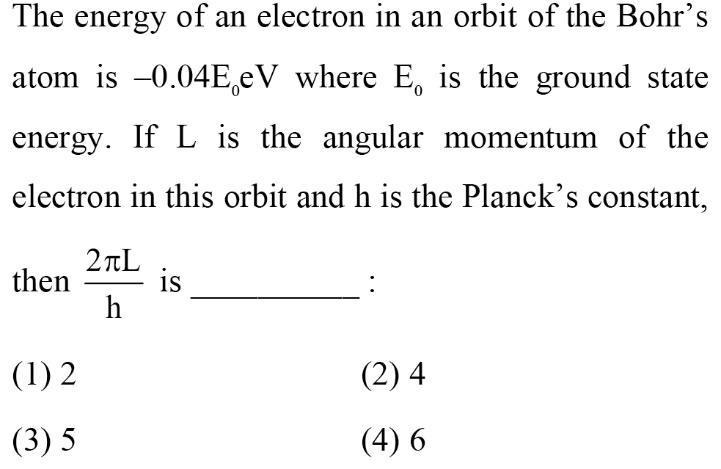 The energy of an electron in an orbit of the Bohr’s
atom is –0.04E₀eV where E₀ is the ground state
energy. If L is the angular momentum of the
electron in this orbit and h is the Planck’s constant,
then 2πL/h is __________ :
(1) 2 (2) 4
(3) 5 (4) 6